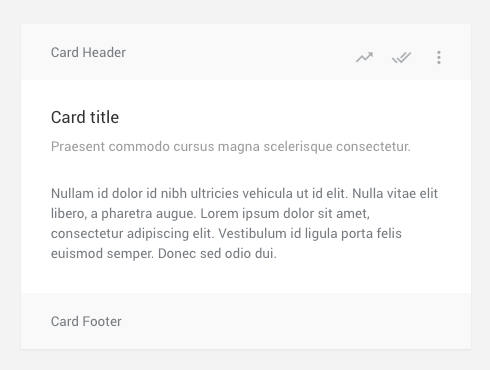 Card Header
Card title
Praesent commodo cursus magna scelerisque consectetur.
Nullam id dolor id nibh ultricies vehicula ut id elit. Nulla vitae elit
libero, a pharetra augue. Lorem ipsum dolor sit amet,
consectetur adipiscing elit. Vestibulum id ligula porta felis
euismod semper. Donec sed odio dui.
Card Footer